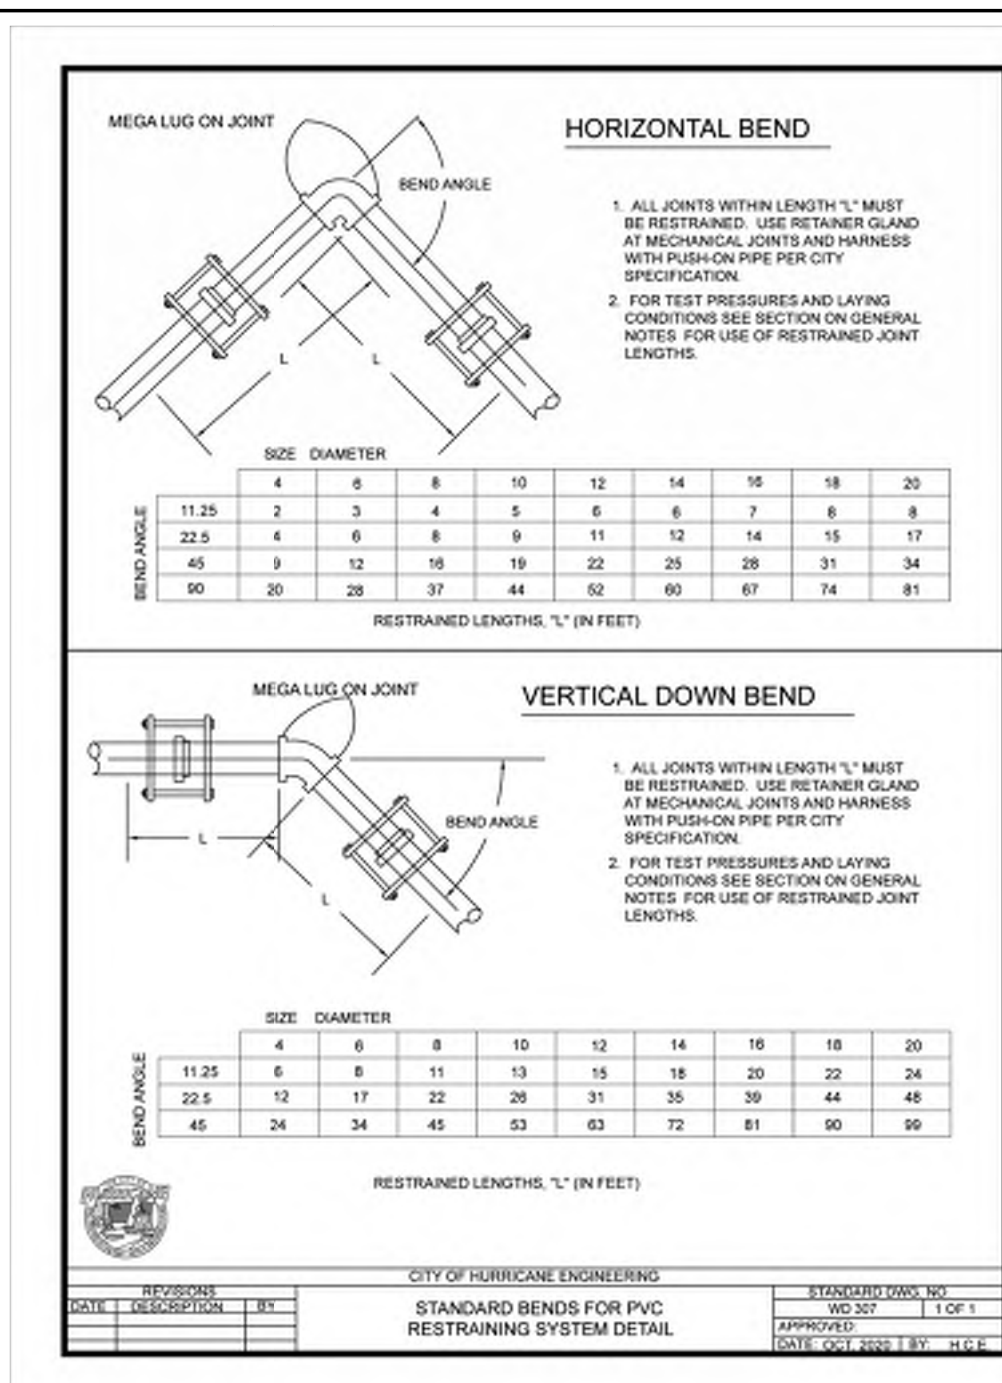 MEGA LUG ON JOINT
HORIZONTAL BEND
BEND ANGLE
1. ALL JOINTS WITHIN LENGTH "L" MUST
BE RESTRAINED. USE RETAINER GLAND
AT MECHANICAL JOINTS AND HARNESS
WITH PUSH-ON PIPE PER CITY
SPECIFICATION.
2. FOR TEST PRESSURES AND LAYING
CONDITIONS SEE SECTION ON GENERAL
NOTES FOR USE OF RESTRAINED JOINT
LENGTHS.
L L
SIZE DIAMETER
4 6 8 10 12 14 16 18 20
BEND ANGLE
11.25 2 3 4 5 6 6 7 8 8
22.5 4 6 8 9 11 12 14 15 17
45 9 12 16 19 22 25 28 31 34
90 20 28 37 44 52 60 67 74 81
RESTRAINED LENGTHS, "L" (IN FEET)
MEGA LUG ON JOINT
VERTICAL DOWN BEND
1. ALL JOINTS WITHIN LENGTH "L" MUST
BE RESTRAINED. USE RETAINER GLAND
AT MECHANICAL JOINTS AND HARNESS
WITH PUSH-ON PIPE PER CITY
SPECIFICATION.
2. FOR TEST PRESSURES AND LAYING
CONDITIONS SEE SECTION ON GENERAL
NOTES FOR USE OF RESTRAINED JOINT
LENGTHS.
BEND ANGLE
L
L
SIZE DIAMETER
4 6 8 10 12 14 16 18 20
BEND ANGLE
11.25 6 8 11 13 15 18 20 22 24
22.5 12 17 22 26 31 35 39 44 48
45 24 34 45 53 63 72 81 90 99
RESTRAINED LENGTHS, "L" (IN FEET)
CITY OF HURRICANE ENGINEERING
REVISIONS
DATE DESCRIPTION BY
STANDARD BENDS FOR PVC
RESTRAINING SYSTEM DETAIL
STANDARD DWG. NO
WD 307 1 OF 1
APPROVED:
DATE: OCT. 2020 BY: H.C.E.